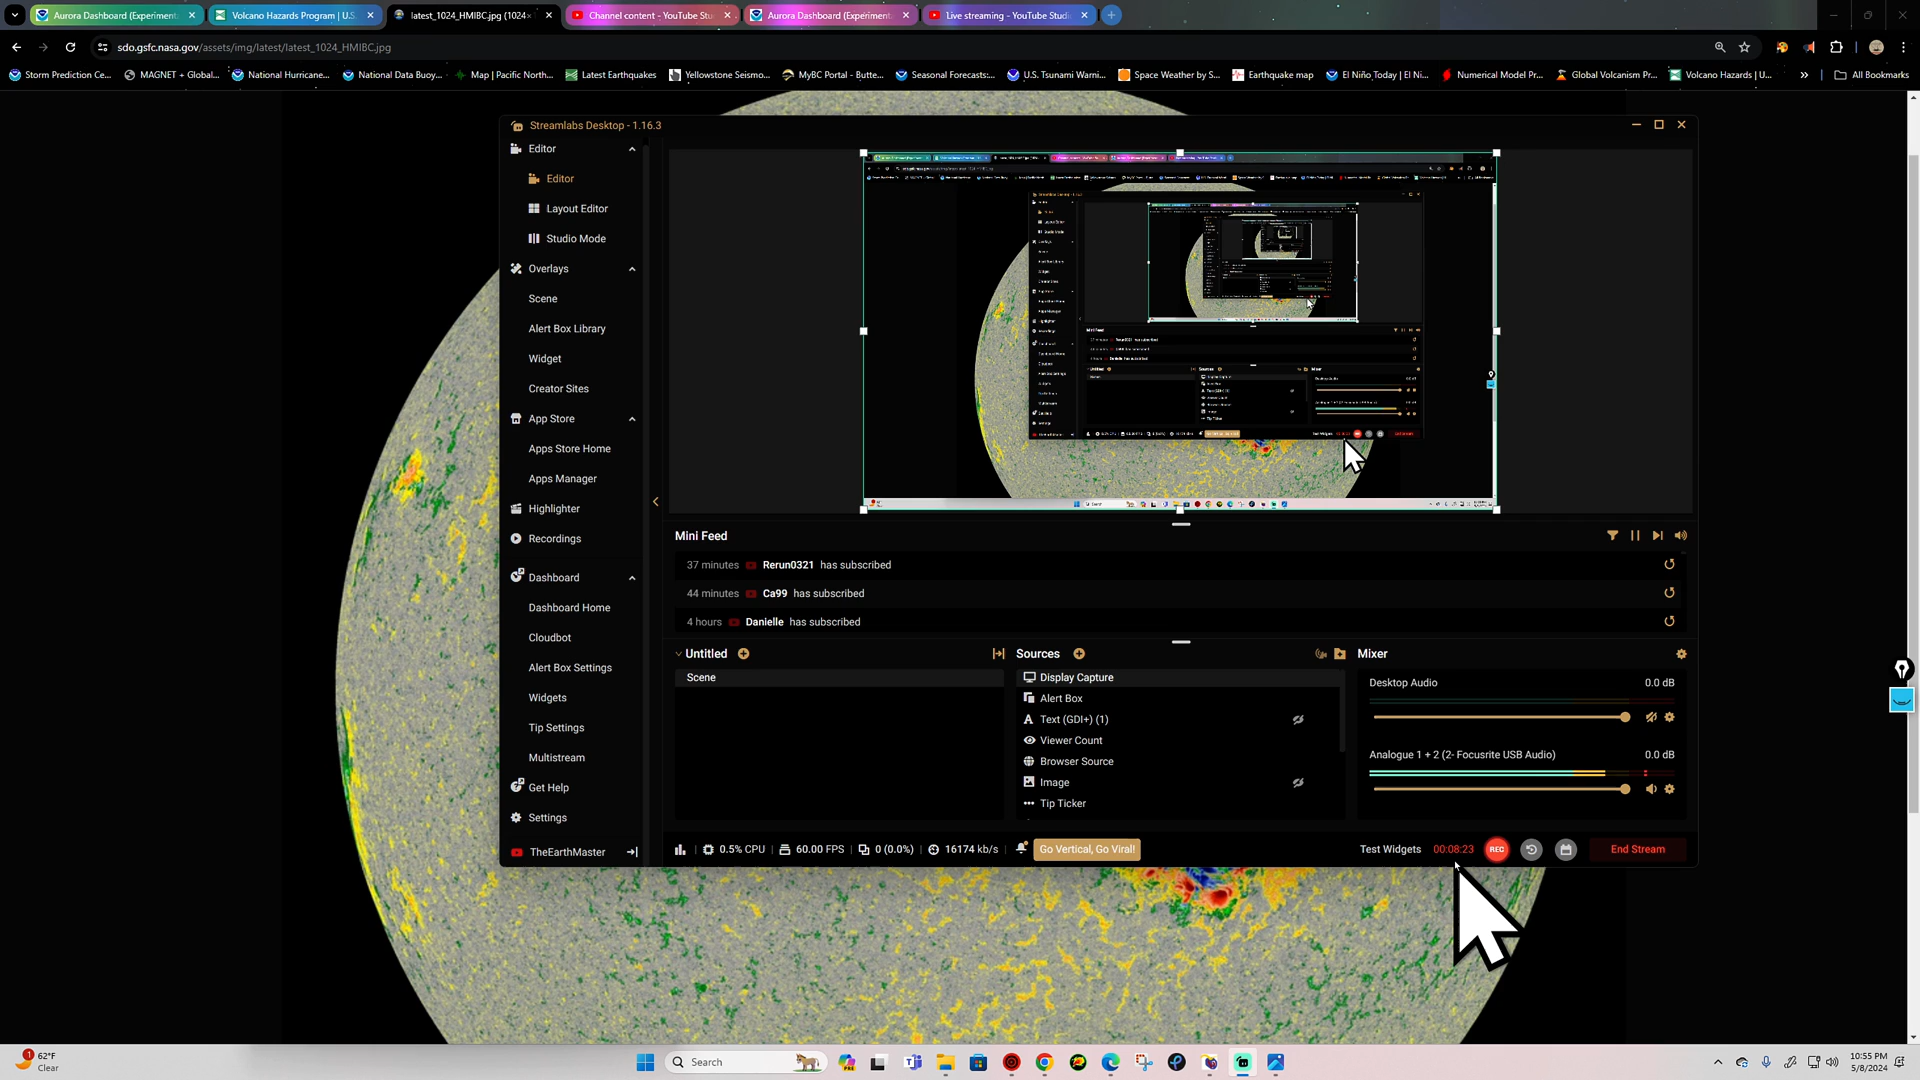 Aurora Dashboard (Experiment
Volcano Hazards Program | U.S.
latest_1024_HMIBC.jpg (1024×
Channel content - YouTube Stu
Aurora Dashboard (Experiment
Live streaming - YouTube Studi
sdo.gsfc.nasa.gov/assets/img/latest/latest_1024_HMIBC.jpg
Storm Prediction Ce...
MAGNET + Global...
National Hurricane...
National Data Buoy...
Map | Pacific North...
Latest Earthquakes
Yellowstone Seismo...
MyBC Portal - Butte...
Seasonal Forecasts:...
U.S. Tsunami Warni...
Space Weather by S...
Earthquake map
El Niño Today | El Ni...
Numerical Model Pr...
Global Volcanism Pr...
Volcano Hazards | U...
»
All Bookmarks
Streamlabs Desktop - 1.16.3
Editor
Editor
Layout Editor
Studio Mode
Overlays
Scene
Alert Box Library
Widget
Creator Sites
App Store
Apps Store Home
Apps Manager
Highlighter
Recordings
Dashboard
Dashboard Home
Cloudbot
Alert Box Settings
Widgets
Tip Settings
Multistream
Get Help
Settings
TheEarthMaster
Mini Feed
37 minutes Rerun0321 has subscribed
44 minutes Ca99 has subscribed
4 hours Danielle has subscribed
Untitled
Scene
Sources
Display Capture
Alert Box
Text (GDI+) (1)
Viewer Count
Browser Source
Image
Tip Ticker
Mixer
Desktop Audio 0.0 dB
Analogue 1 + 2 (2- Focusrite USB Audio) 0.0 dB
0.5% CPU
60.00 FPS
0 (0.0%)
16174 kb/s
Go Vertical, Go Viral!
Test Widgets
00:08:23
REC
End Stream
1
62°F
Clear
Search
10:55 PM
5/8/2024